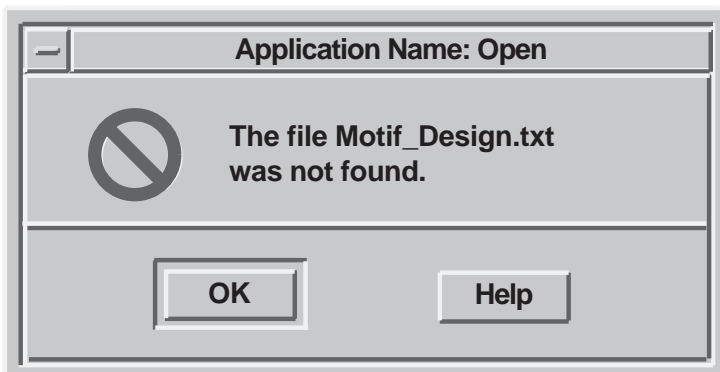 Application Name: Open
The file Motif_Design.txt
was not found.
OK
Help